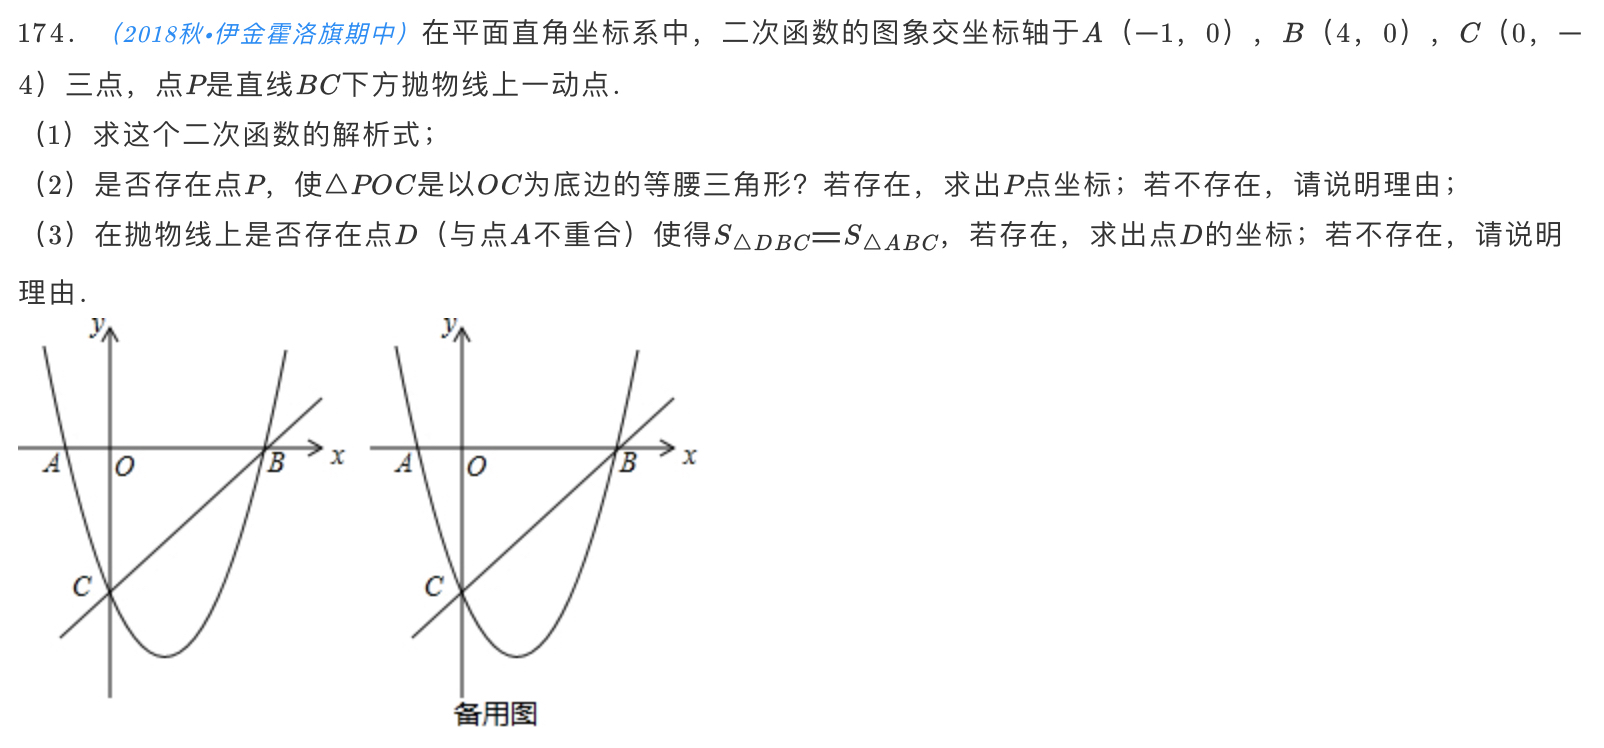 174. （2018秋•伊金霍洛旗期中）在平面直角坐标系中，二次函数的图象交坐标轴于A（−1，0），B（4，0），C（0，−
4）三点，点P是直线BC下方抛物线上一动点．
（1）求这个二次函数的解析式；
（2）是否存在点P，使△POC是以OC为底边的等腰三角形？若存在，求出P点坐标；若不存在，请说明理由；
（3）在抛物线上是否存在点D（与点A不重合）使得S△DBC=S△ABC，若存在，求出点D的坐标；若不存在，请说明
理由．
y y
A O B x A O B x
C C
备用图